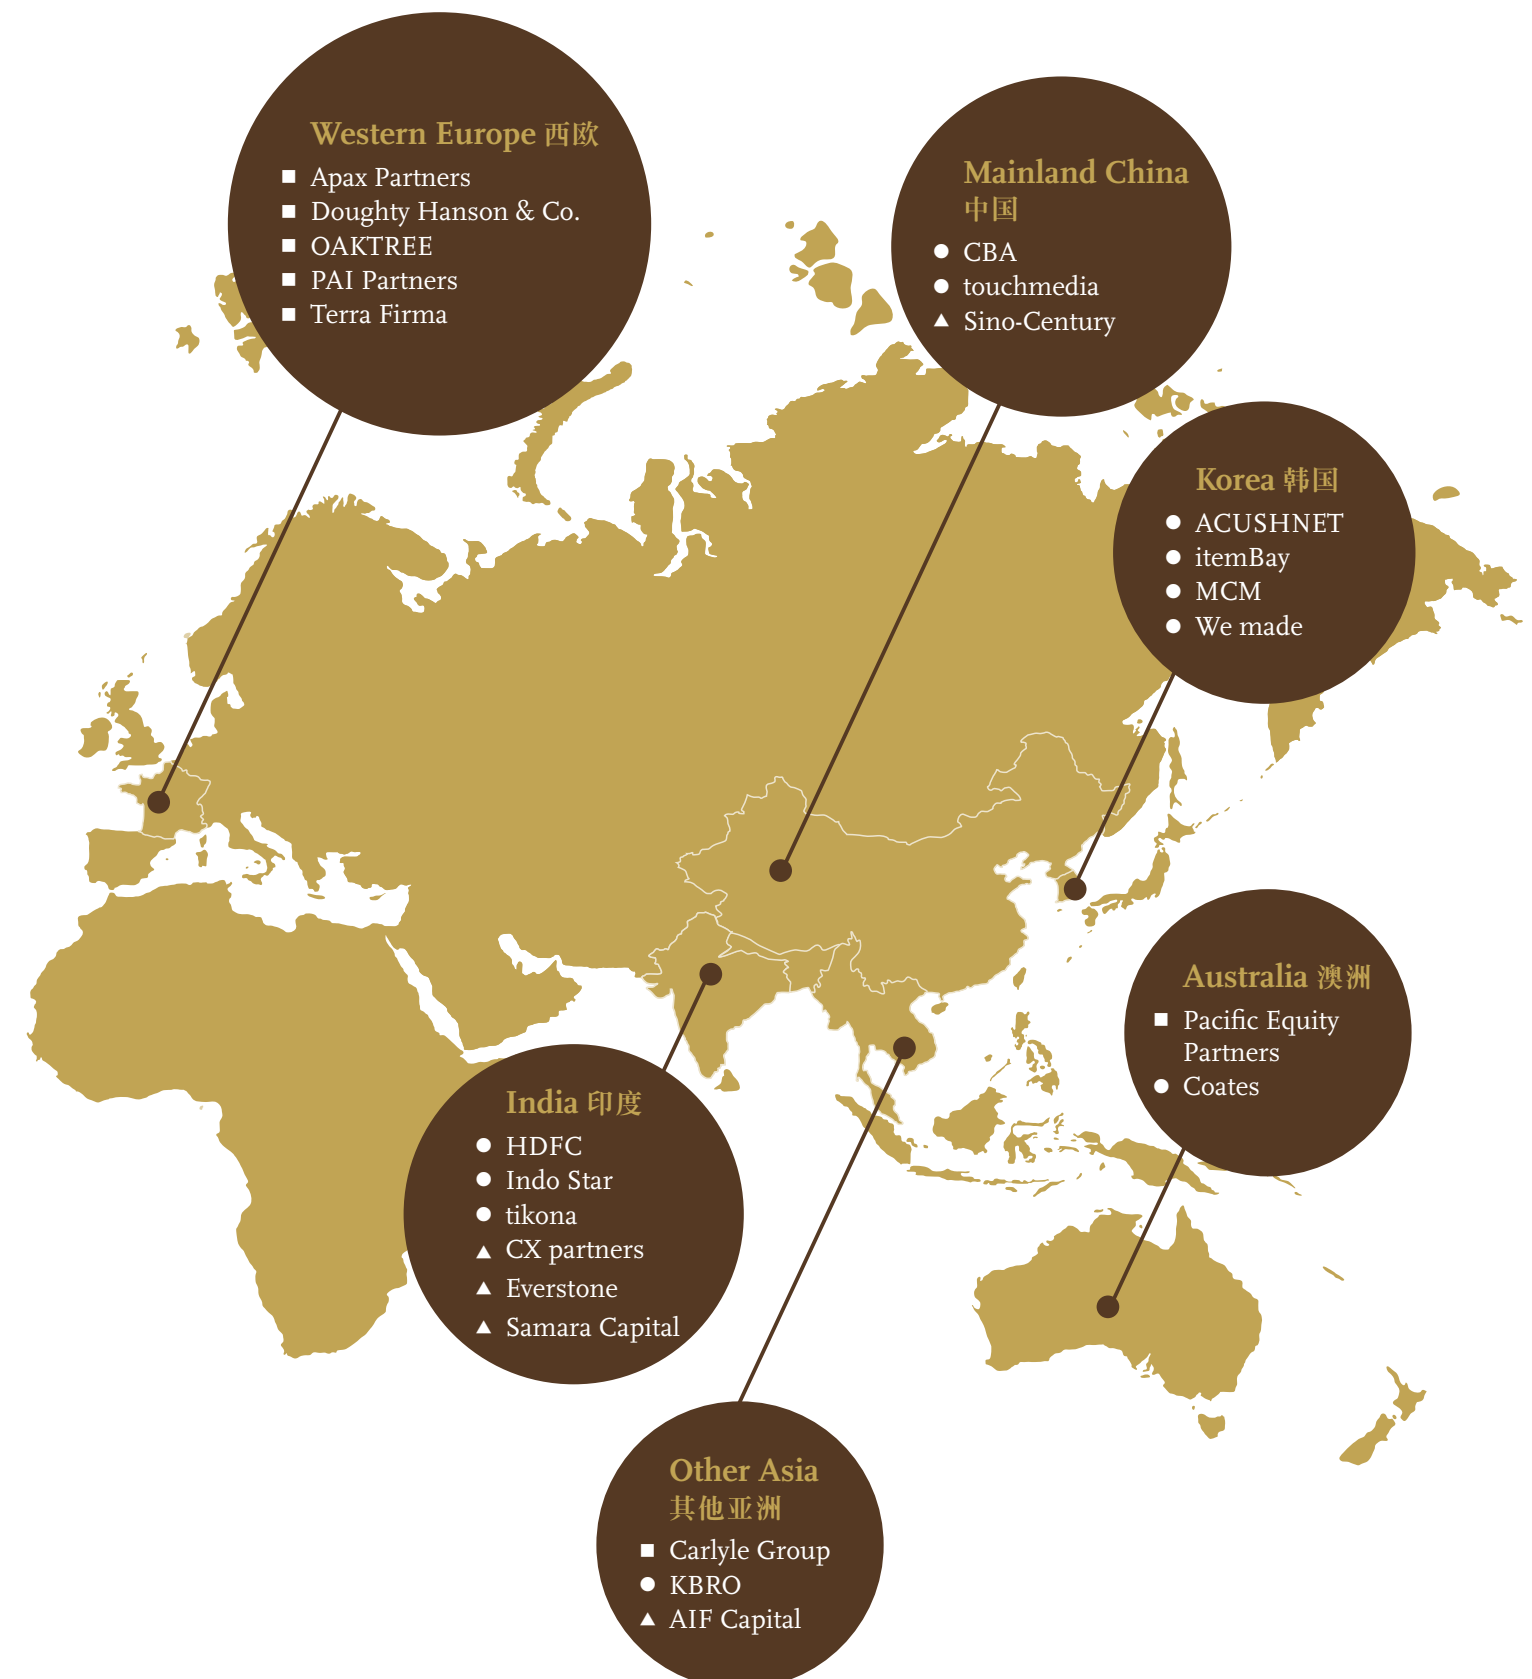 Western Europe 西欧
Apax Partners
Doughty Hanson & Co.
OAKTREE
PAI Partners
Terra Firma
Mainland China
中国
CBA
touchmedia
Sino-Century
Korea 韩国
ACUSHNET
itemBay
MCM
We made
Australia 澳洲
Pacific Equity
Partners
Coates
India 印度
HDFC
Indo Star
tikona
CX partners
Everstone
Samara Capital
Other Asia
其他亚洲
Carlyle Group
KBRO
AIF Capital